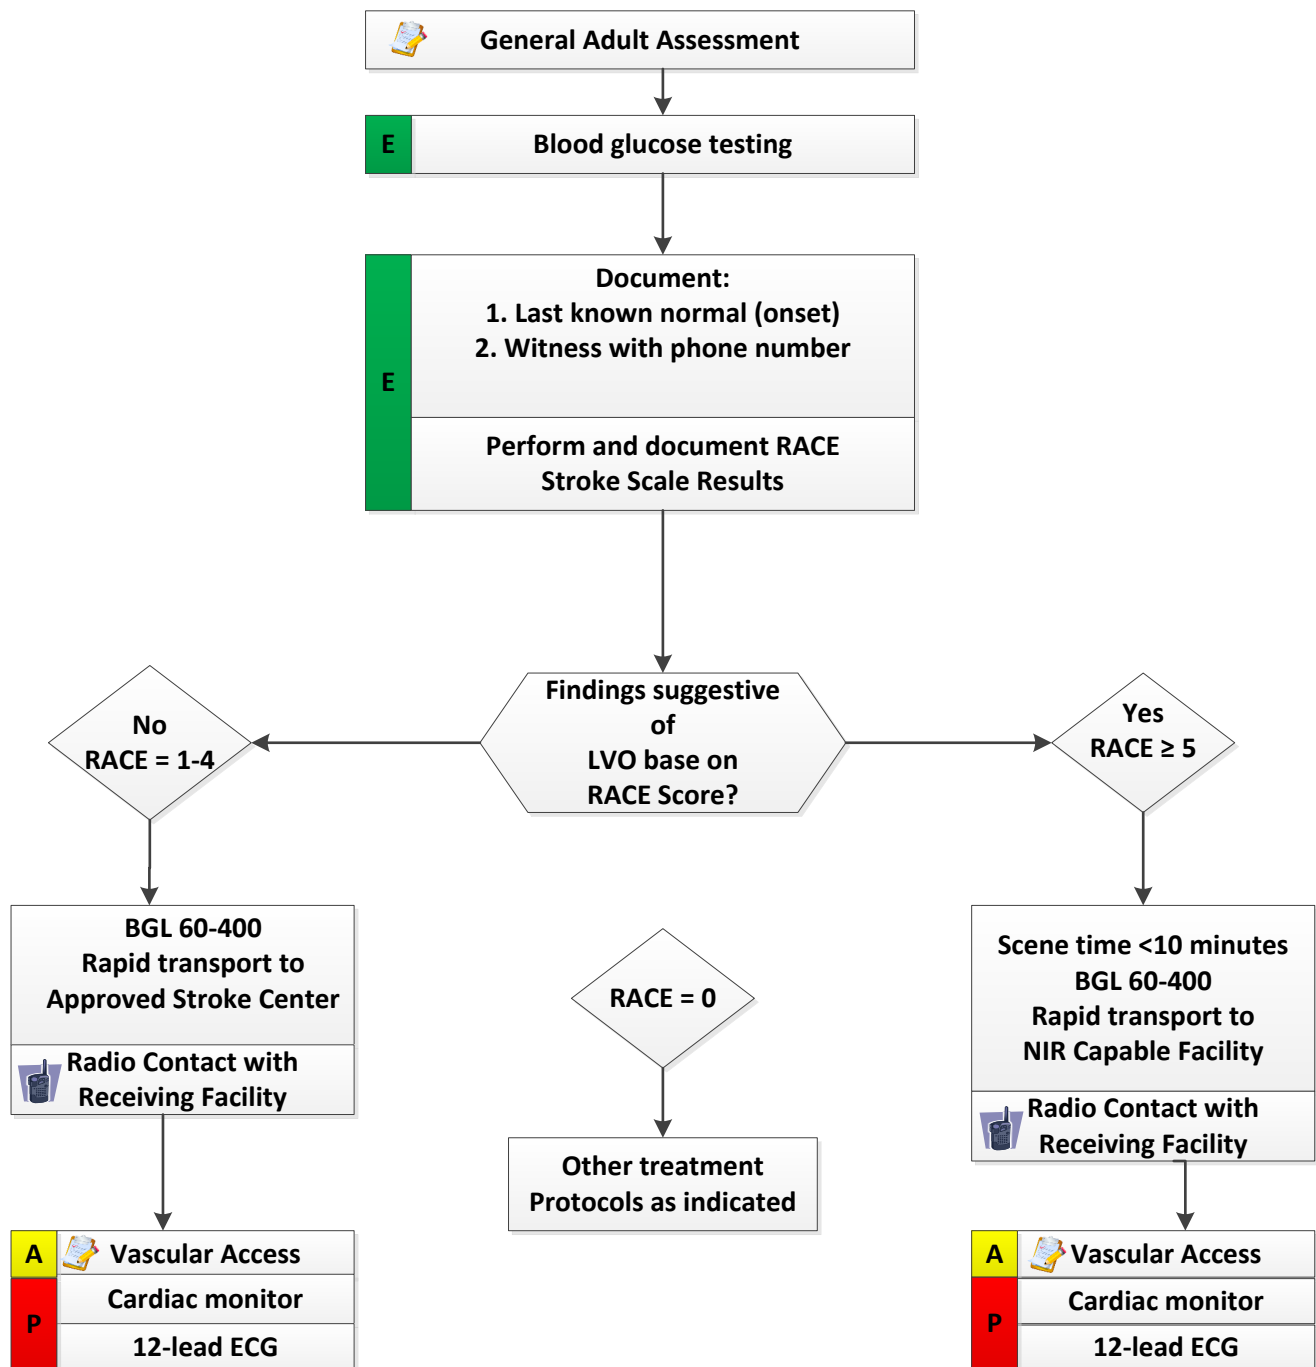 General Adult Assessment
E
Blood glucose testing
E
Document:
1. Last known normal (onset)
2. Witness with phone number
Perform and document RACE
Stroke Scale Results
Findings suggestive
of
LVO base on
RACE Score?
No
RACE = 1-4
Yes
RACE ≥ 5
BGL 60-400
Rapid transport to
Approved Stroke Center
Radio Contact with
Receiving Facility
A
Vascular Access
P
Cardiac monitor
12-lead ECG
RACE = 0
Other treatment
Protocols as indicated
Scene time <10 minutes
BGL 60-400
Rapid transport to
NIR Capable Facility
Radio Contact with
Receiving Facility
A
Vascular Access
P
Cardiac monitor
12-lead ECG